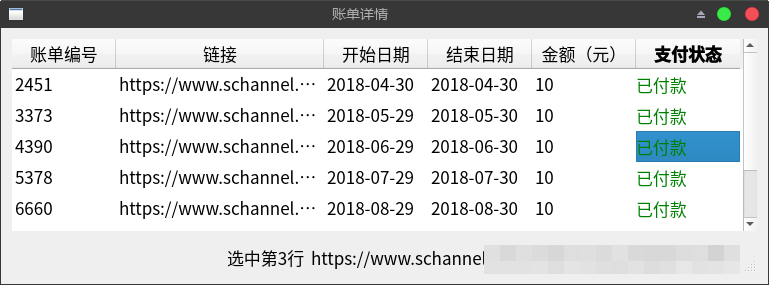 账单详情
账单编号 链接 开始日期 结束日期 金额（元） 支付状态
2451 https://www.schannel.… 2018-04-30 2018-04-30 10 已付款
3373 https://www.schannel.… 2018-05-29 2018-05-30 10 已付款
4390 https://www.schannel.… 2018-06-29 2018-06-30 10 已付款
5378 https://www.schannel.… 2018-07-29 2018-07-30 10 已付款
6660 https://www.schannel.… 2018-08-29 2018-08-30 10 已付款
选中第3行 https://www.schannel